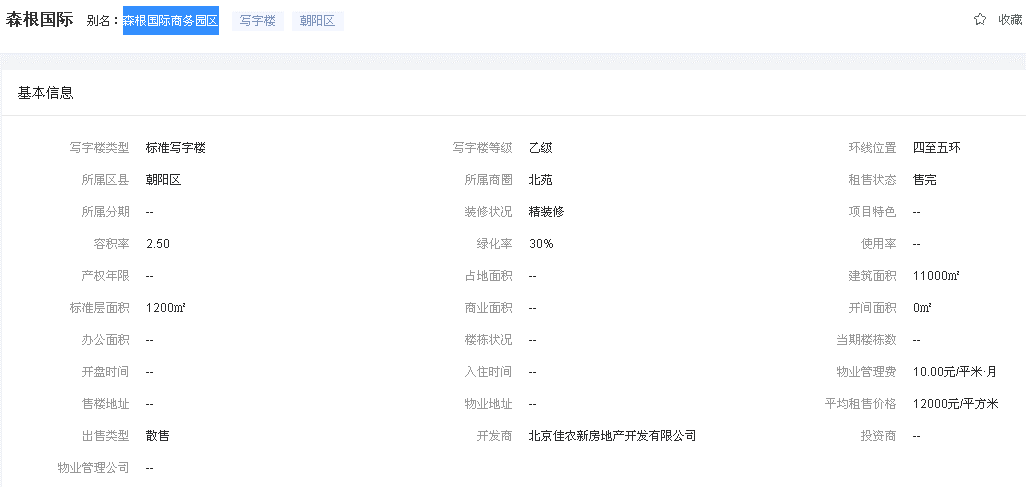 森根国际 别名：森根国际商务园区 写字楼 朝阳区 收藏
基本信息
写字楼类型 标准写字楼 写字楼等级 乙级 环线位置 四至五环
所属区县 朝阳区 所属商圈 北苑 租售状态 售完
所属分期 -- 装修状况 精装修 项目特色 --
容积率 2.50 绿化率 30% 使用率 --
产权年限 -- 占地面积 -- 建筑面积 11000㎡
标准层面积 1200㎡ 商业面积 -- 开间面积 0㎡
办公面积 -- 楼栋状况 -- 当期楼栋数 --
开盘时间 -- 入住时间 -- 物业管理费 10.00元/平米·月
售楼地址 -- 物业地址 -- 平均租售价格 12000元/平方米
出售类型 散售 开发商 北京佳农新房地产开发有限公司 投资商 --
物业管理公司 --